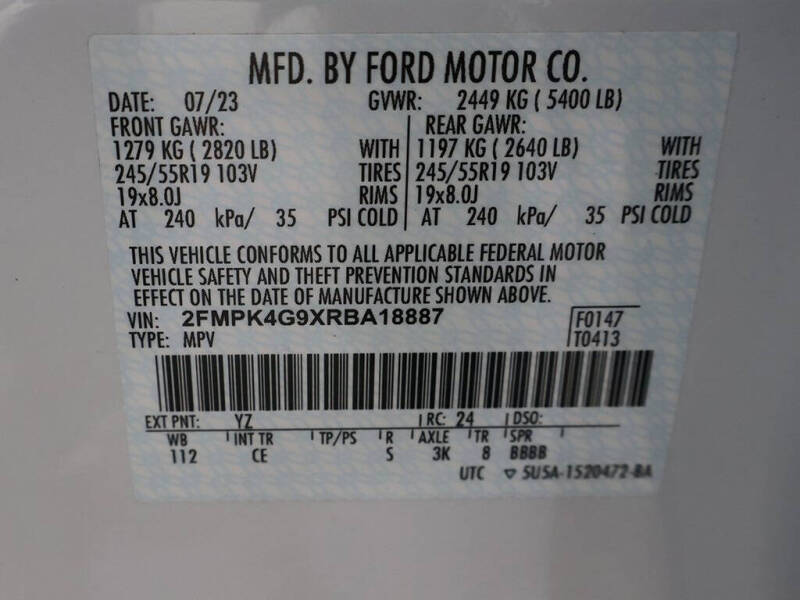 MFD. BY FORD MOTOR CO.
DATE: 07/23 GVWR: 2449 KG ( 5400 LB)
FRONT GAWR: REAR GAWR:
1279 KG ( 2820 LB) WITH 1197 KG ( 2640 LB) WITH
245/55R19 103V TIRES 245/55R19 103V TIRES
19x8.0J RIMS 19x8.0J RIMS
AT 240 kPa/ 35 PSI COLD AT 240 kPa/ 35 PSI COLD
THIS VEHICLE CONFORMS TO ALL APPLICABLE FEDERAL MOTOR
VEHICLE SAFETY AND THEFT PREVENTION STANDARDS IN
EFFECT ON THE DATE OF MANUFACTURE SHOWN ABOVE.
VIN: 2FMPK4G9XRBA18887 F0147
TYPE: MPV T0413
EXT PNT: YZ RC: 24 DSO:
WB INT TR TP/PS R AXLE TR SPR
112 CE S 3K 8 BBBB
UTC ▽ 5U5A-1520472-BA